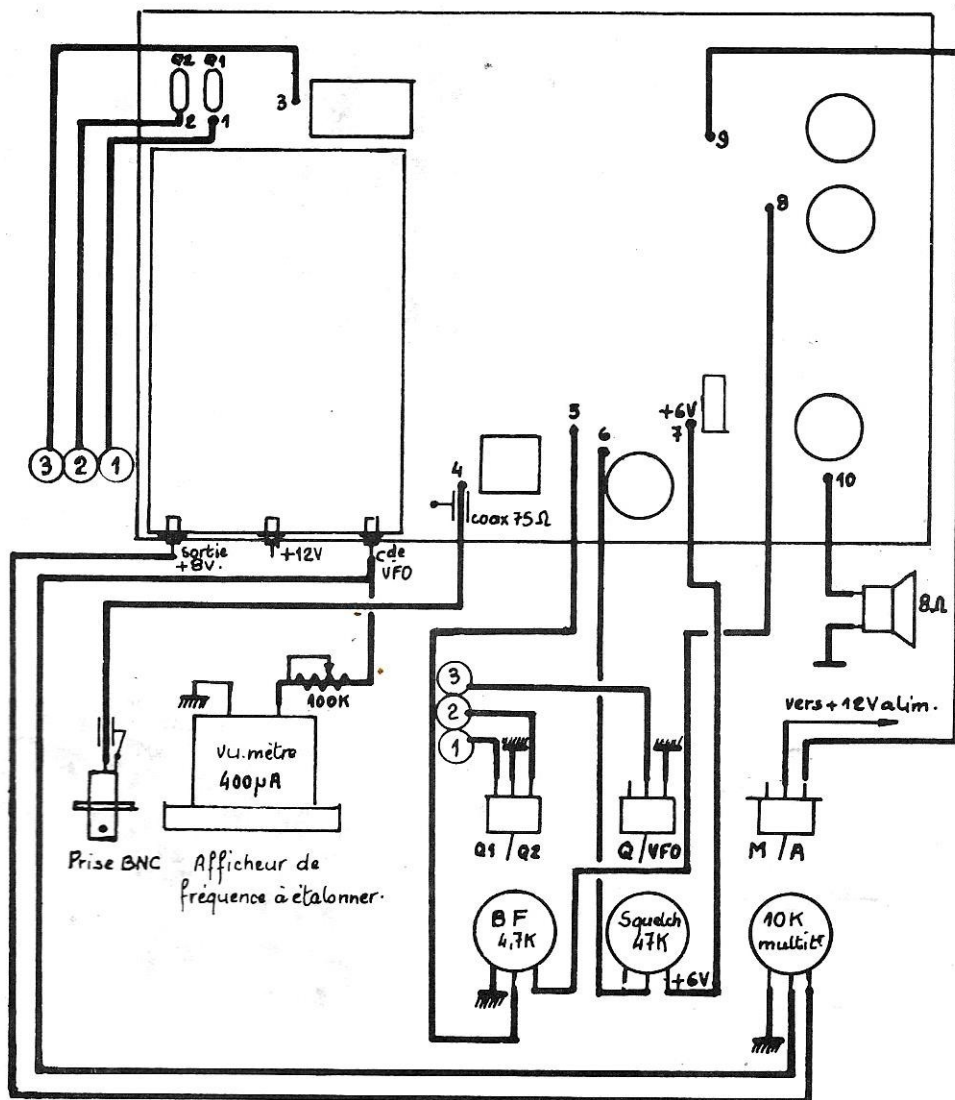 Q2 Q1
3
2 1
9
8
5
6
+6V
7
3 2 1
4
10
coax 75Ω
sortie
+8V.
+12V
Cde
VFO
8Ω
3
100K
2
vers +12V alim.
1
Vu.mètre
400µA
Q1 / Q2
Q / VFO
M / A
Prise BNC
Afficheur de
fréquence à étalonner.
BF
4,7K
Squelch
47K
10K
multitr
+6V